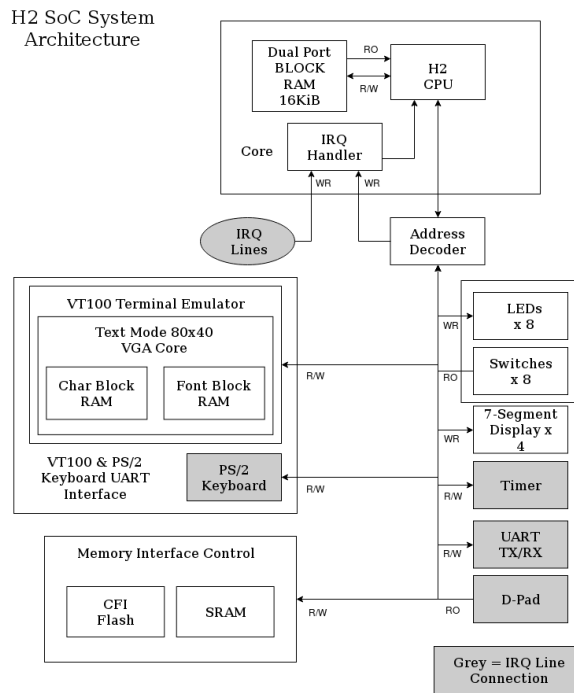 H2 SoC System
Architecture
Dual Port
BLOCK
RAM
16KiB
RO
R/W
H2
CPU
Core
IRQ
Handler
WR
WR
IRQ
Lines
Address
Decoder
VT100 Terminal Emulator
Text Mode 80x40
VGA Core
Char Block
RAM
Font Block
RAM
R/W
VT100 & PS/2
Keyboard UART
Interface
PS/2
Keyboard
R/W
Memory Interface Control
CFI
Flash
SRAM
R/W
LEDs
x 8
WR
Switches
x 8
RO
7-Segment
Display x
4
WR
Timer
R/W
UART
TX/RX
R/W
D-Pad
RO
Grey = IRQ Line
Connection